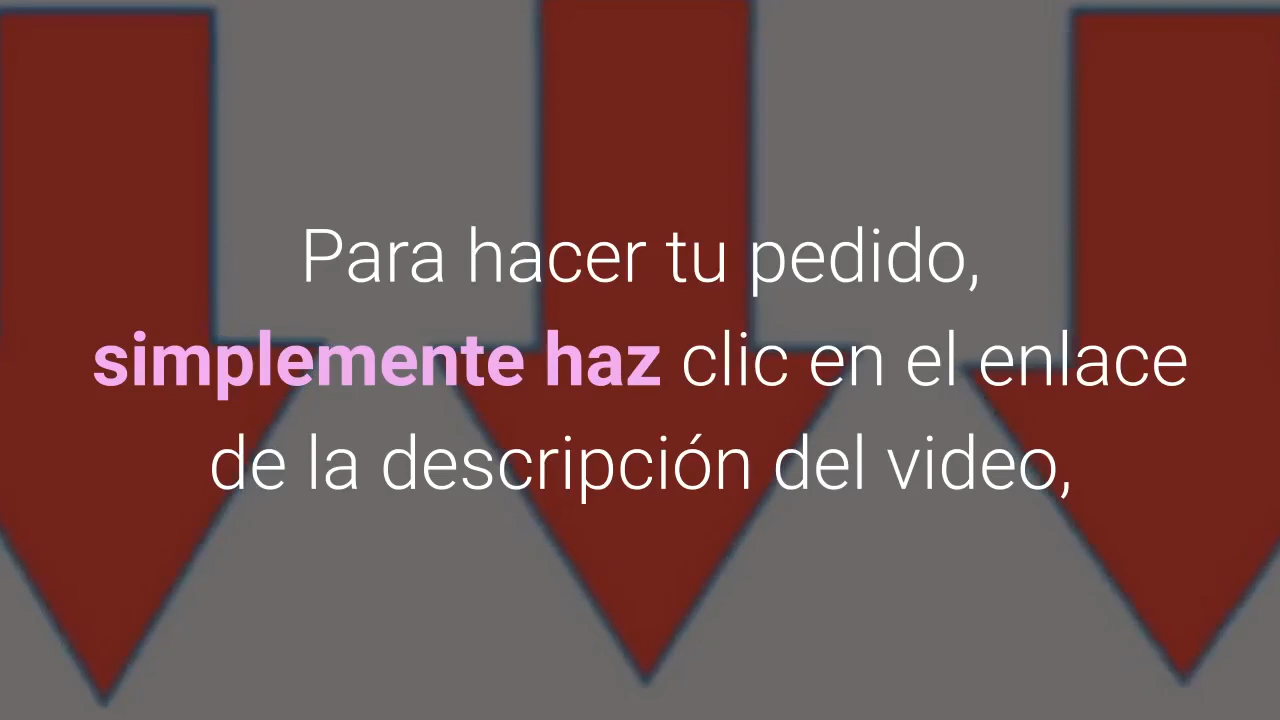 Para hacer tu pedido,
simplemente haz clic en el enlace
de la descripción del video,